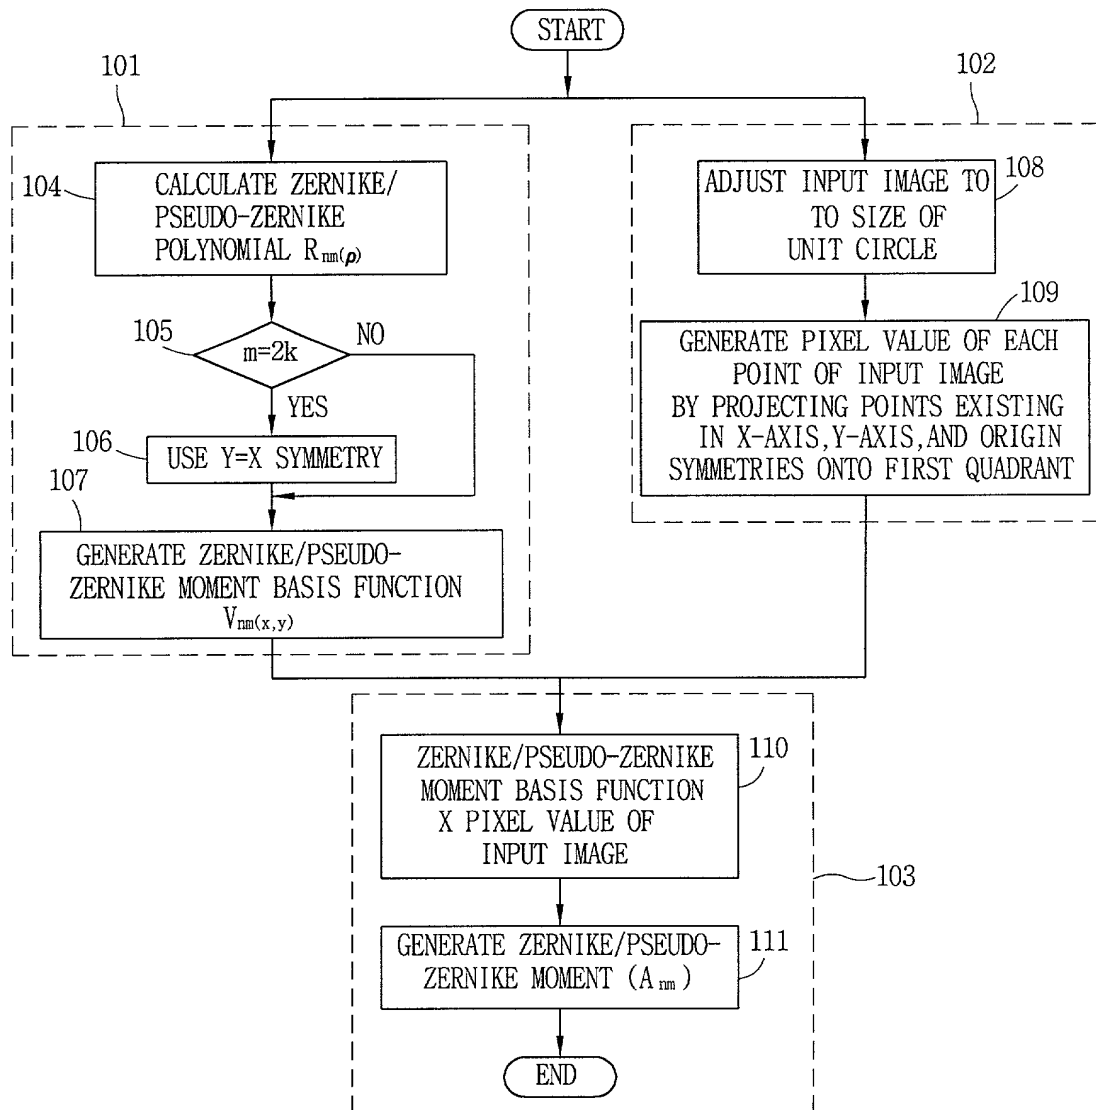 START
101
102
104
CALCULATE ZERNIKE/
PSEUDO-ZERNIKE
POLYNOMIAL Rnm(ρ)
105
m=2k
NO
YES
106
USE Y=X SYMMETRY
107
GENERATE ZERNIKE/PSEUDO-
ZERNIKE MOMENT BASIS FUNCTION
Vnm(x,y)
108
ADJUST INPUT IMAGE TO
TO SIZE OF
UNIT CIRCLE
109
GENERATE PIXEL VALUE OF EACH
POINT OF INPUT IMAGE
BY PROJECTING POINTS EXISTING
IN X-AXIS,Y-AXIS,AND ORIGIN
SYMMETRIES ONTO FIRST QUADRANT
110
ZERNIKE/PSEUDO-ZERNIKE
MOMENT BASIS FUNCTION
X PIXEL VALUE OF
INPUT IMAGE
103
111
GENERATE ZERNIKE/PSEUDO-
ZERNIKE MOMENT (Anm)
END